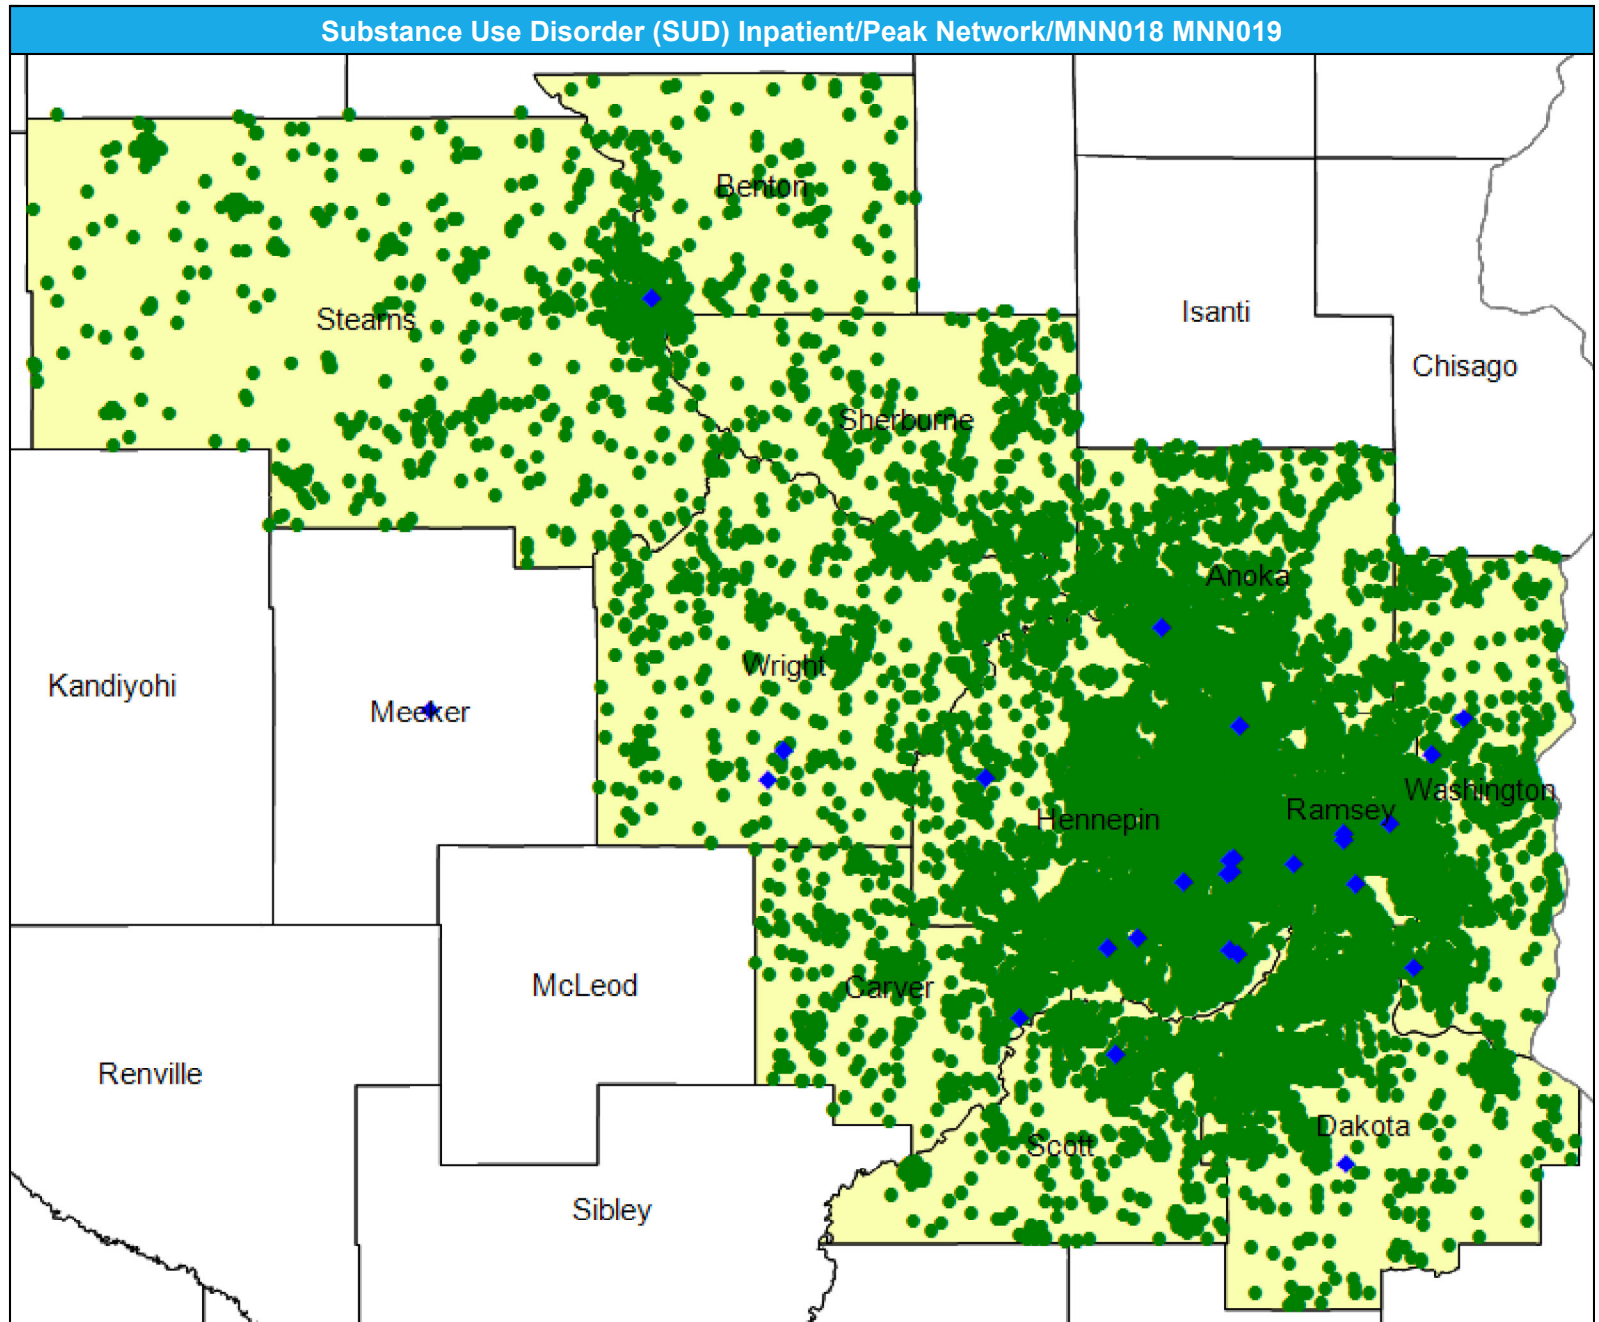 Substance Use Disorder (SUD) Inpatient/Peak Network/MNN018 MNN019
Benton
Stearns
Isanti
Chisago
Sherburne
Anoka
Wright
Kandiyohi
Meeker
Washington
Ramsey
Hennepin
McLeod
Carver
Renville
Dakota
Scott
Sibley